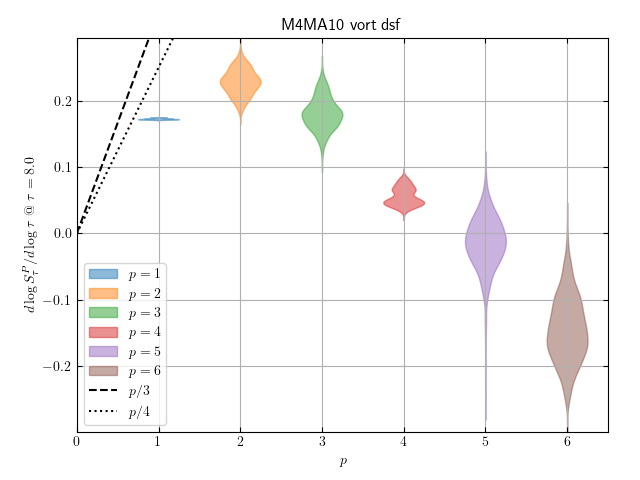 M4MA10 vort dsf
d log S_τ^P / d log τ @ τ = 8.0
0.2
0.1
0.0
−0.1
−0.2
p = 1
p = 2
p = 3
p = 4
p = 5
p = 6
p/3
p/4
0 1 2 3 4 5 6
p